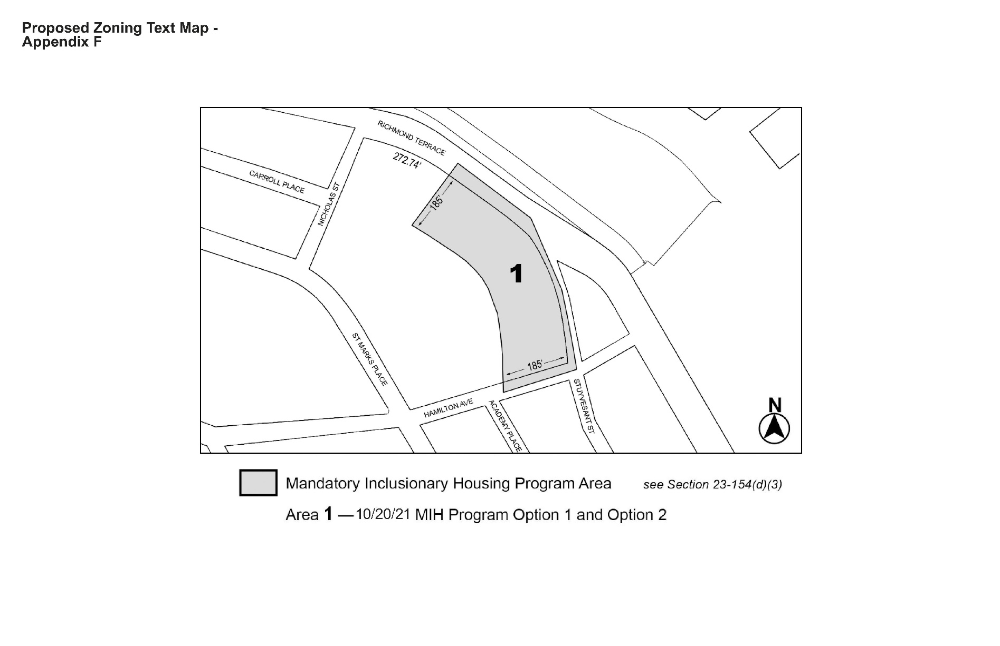 Proposed Zoning Text Map -
Appendix F
RICHMOND TERRACE
272.74'
CARROLL PLACE
NICHOLAS ST
185'
1
ST MARKS PLACE
185'
HAMILTON AVE
ACADEMY PLACE
STUYVESANT ST
N
Mandatory Inclusionary Housing Program Area see Section 23-154(d)(3)
Area 1 — 10/20/21 MIH Program Option 1 and Option 2